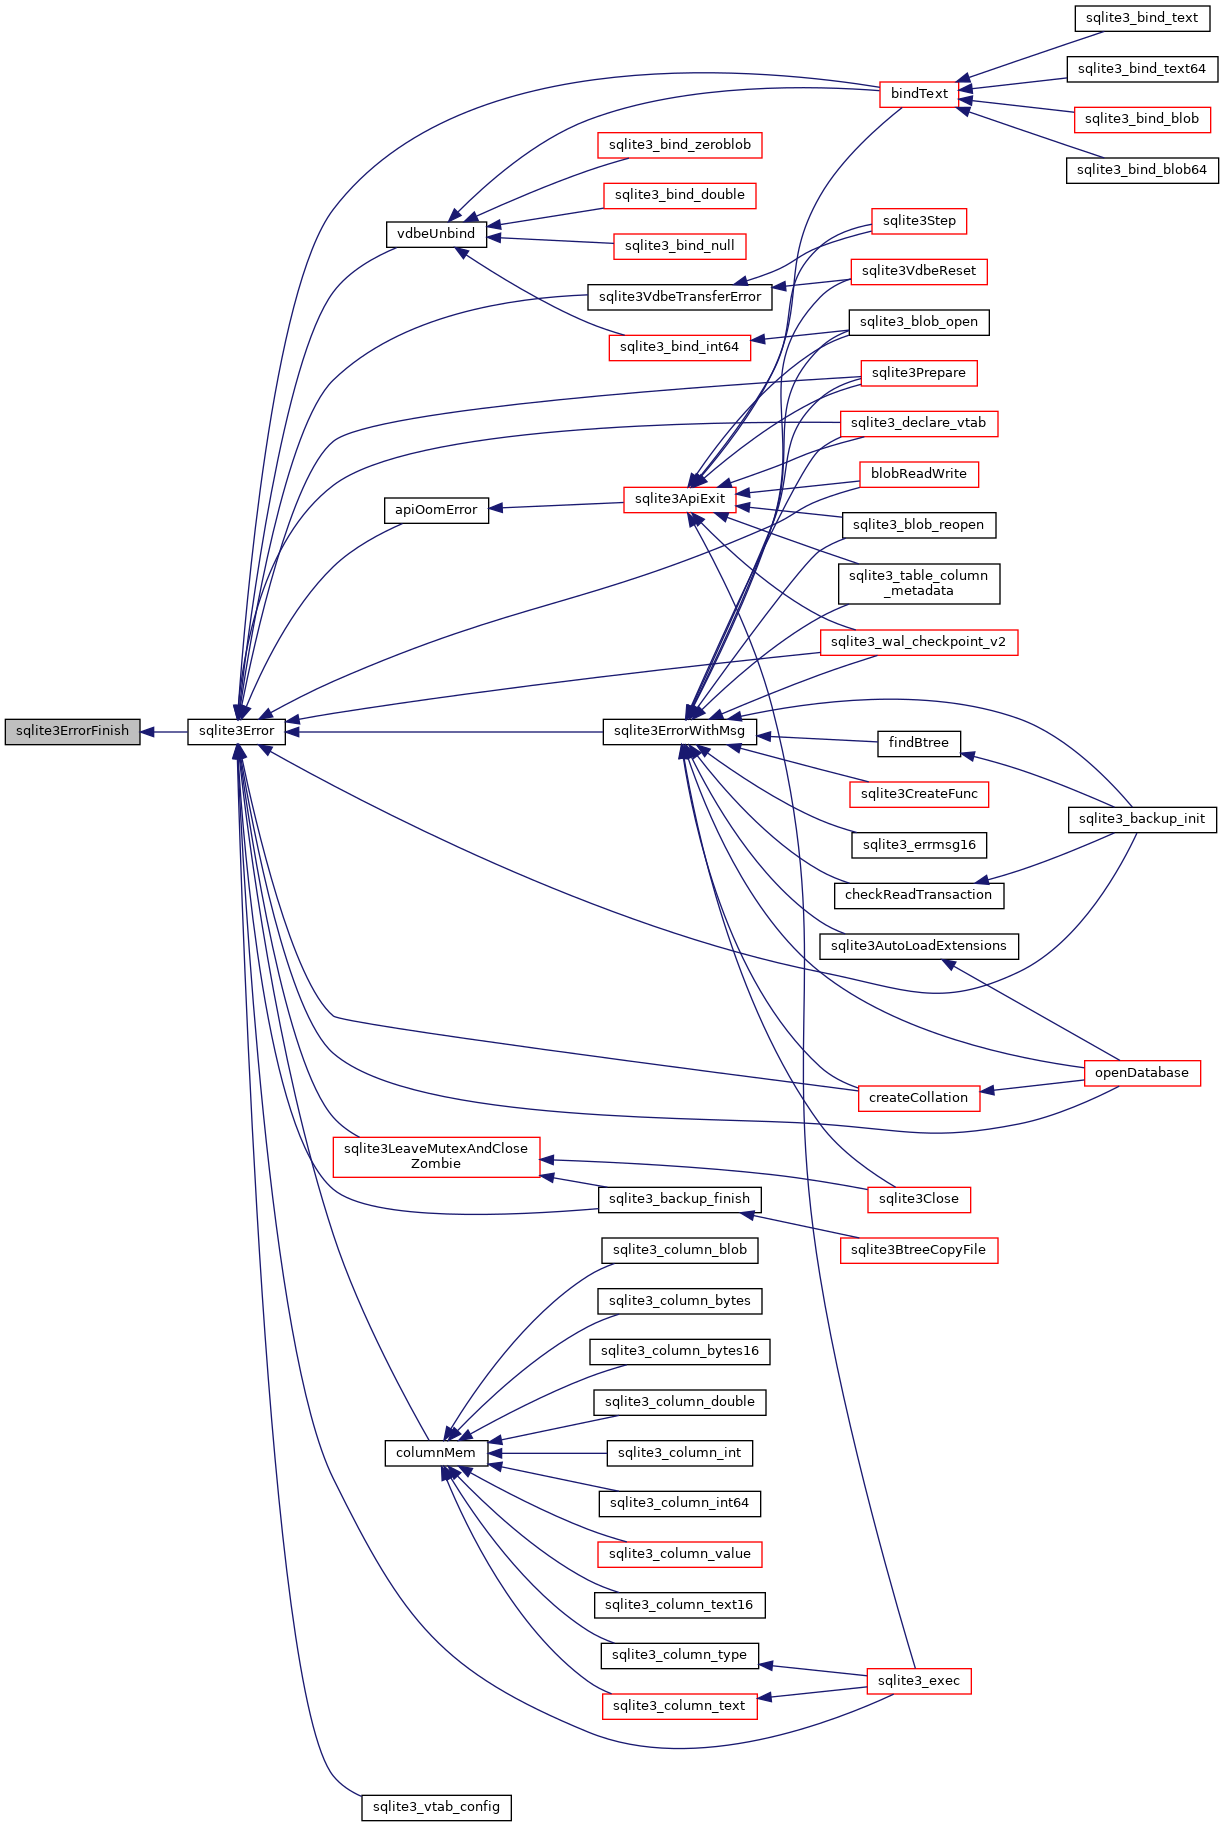 sqlite3_bind_text
sqlite3_bind_text64
bindText
sqlite3_bind_blob
sqlite3_bind_zeroblob
sqlite3_bind_blob64
sqlite3_bind_double
sqlite3Step
vdbeUnbind
sqlite3_bind_null
sqlite3VdbeReset
sqlite3VdbeTransferError
sqlite3_blob_open
sqlite3_bind_int64
sqlite3Prepare
sqlite3_declare_vtab
blobReadWrite
sqlite3ApiExit
apiOomError
sqlite3_blob_reopen
sqlite3_table_column
_metadata
sqlite3_wal_checkpoint_v2
sqlite3ErrorFinish
sqlite3Error
sqlite3ErrorWithMsg
findBtree
sqlite3CreateFunc
sqlite3_backup_init
sqlite3_errmsg16
checkReadTransaction
sqlite3AutoLoadExtensions
openDatabase
createCollation
sqlite3LeaveMutexAndClose
Zombie
sqlite3_backup_finish
sqlite3Close
sqlite3_column_blob
sqlite3BtreeCopyFile
sqlite3_column_bytes
sqlite3_column_bytes16
sqlite3_column_double
columnMem
sqlite3_column_int
sqlite3_column_int64
sqlite3_column_value
sqlite3_column_text16
sqlite3_column_type
sqlite3_exec
sqlite3_column_text
sqlite3_vtab_config